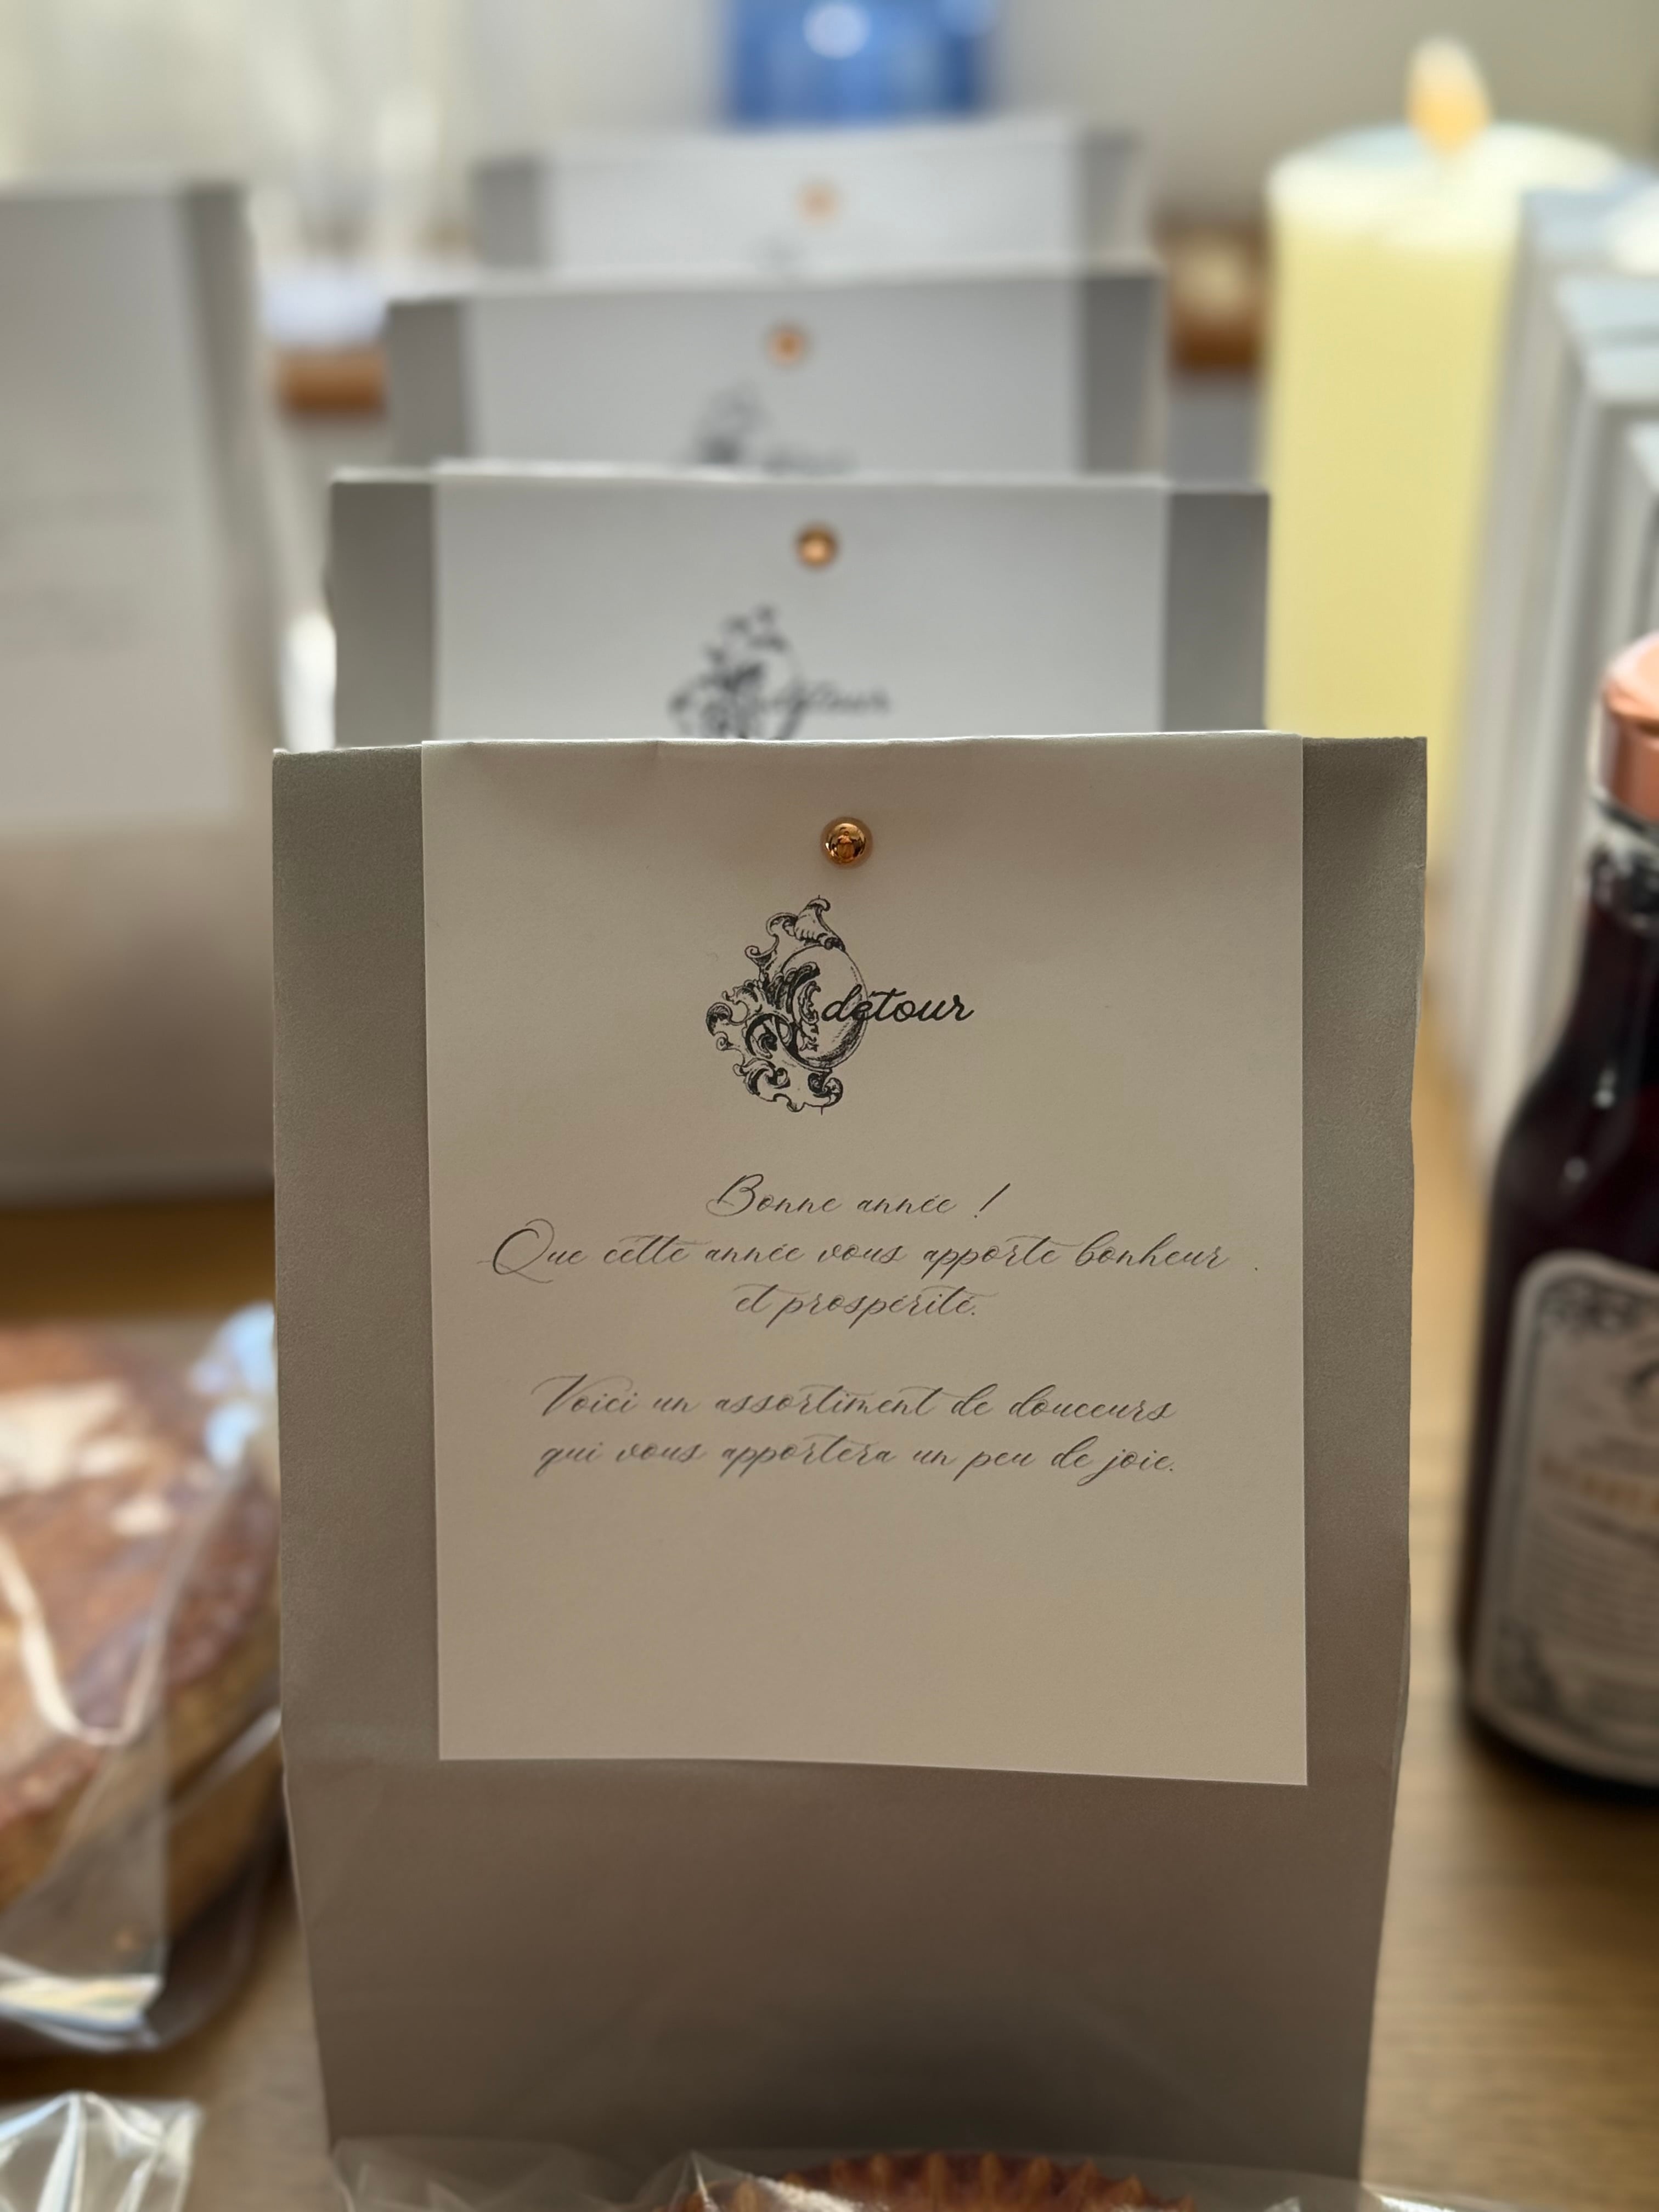 détour
Bonne année !
Que cette année vous apporte bonheur
et prospérité.
Voici un assortiment de douceurs
qui vous apportera un peu de joie.
détour